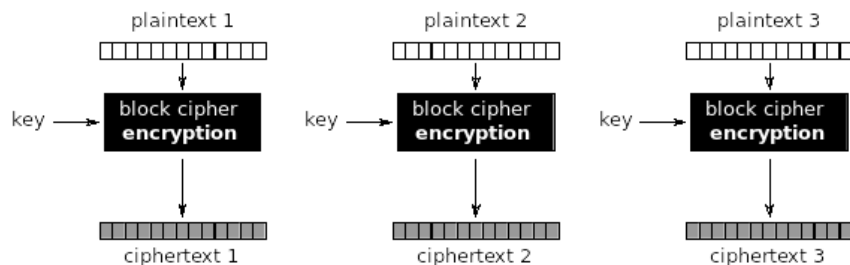 plaintext 1
plaintext 2
plaintext 3
key
block cipher
encryption
key
block cipher
encryption
key
block cipher
encryption
ciphertext 1
ciphertext 2
ciphertext 3